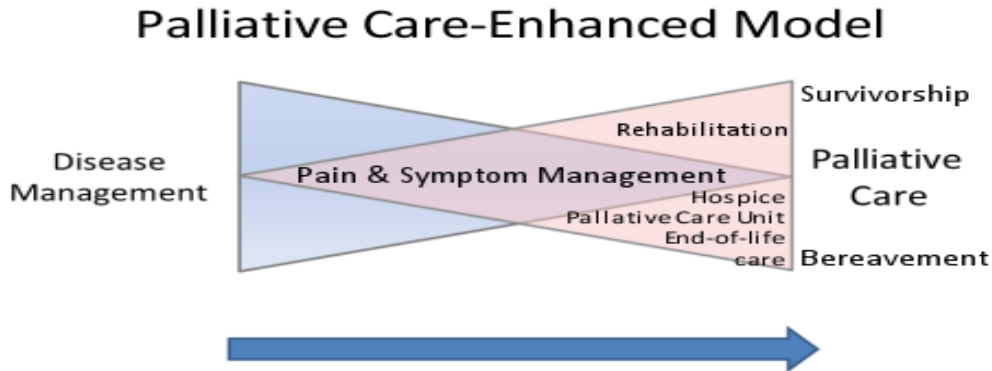 Palliative Care-Enhanced Model
Survivorship
Rehabilitation
Disease
Management
Pain & Symptom Management
Palliative
Care
Hospice
Pallative Care Unit
End-of-life
care
Bereavement